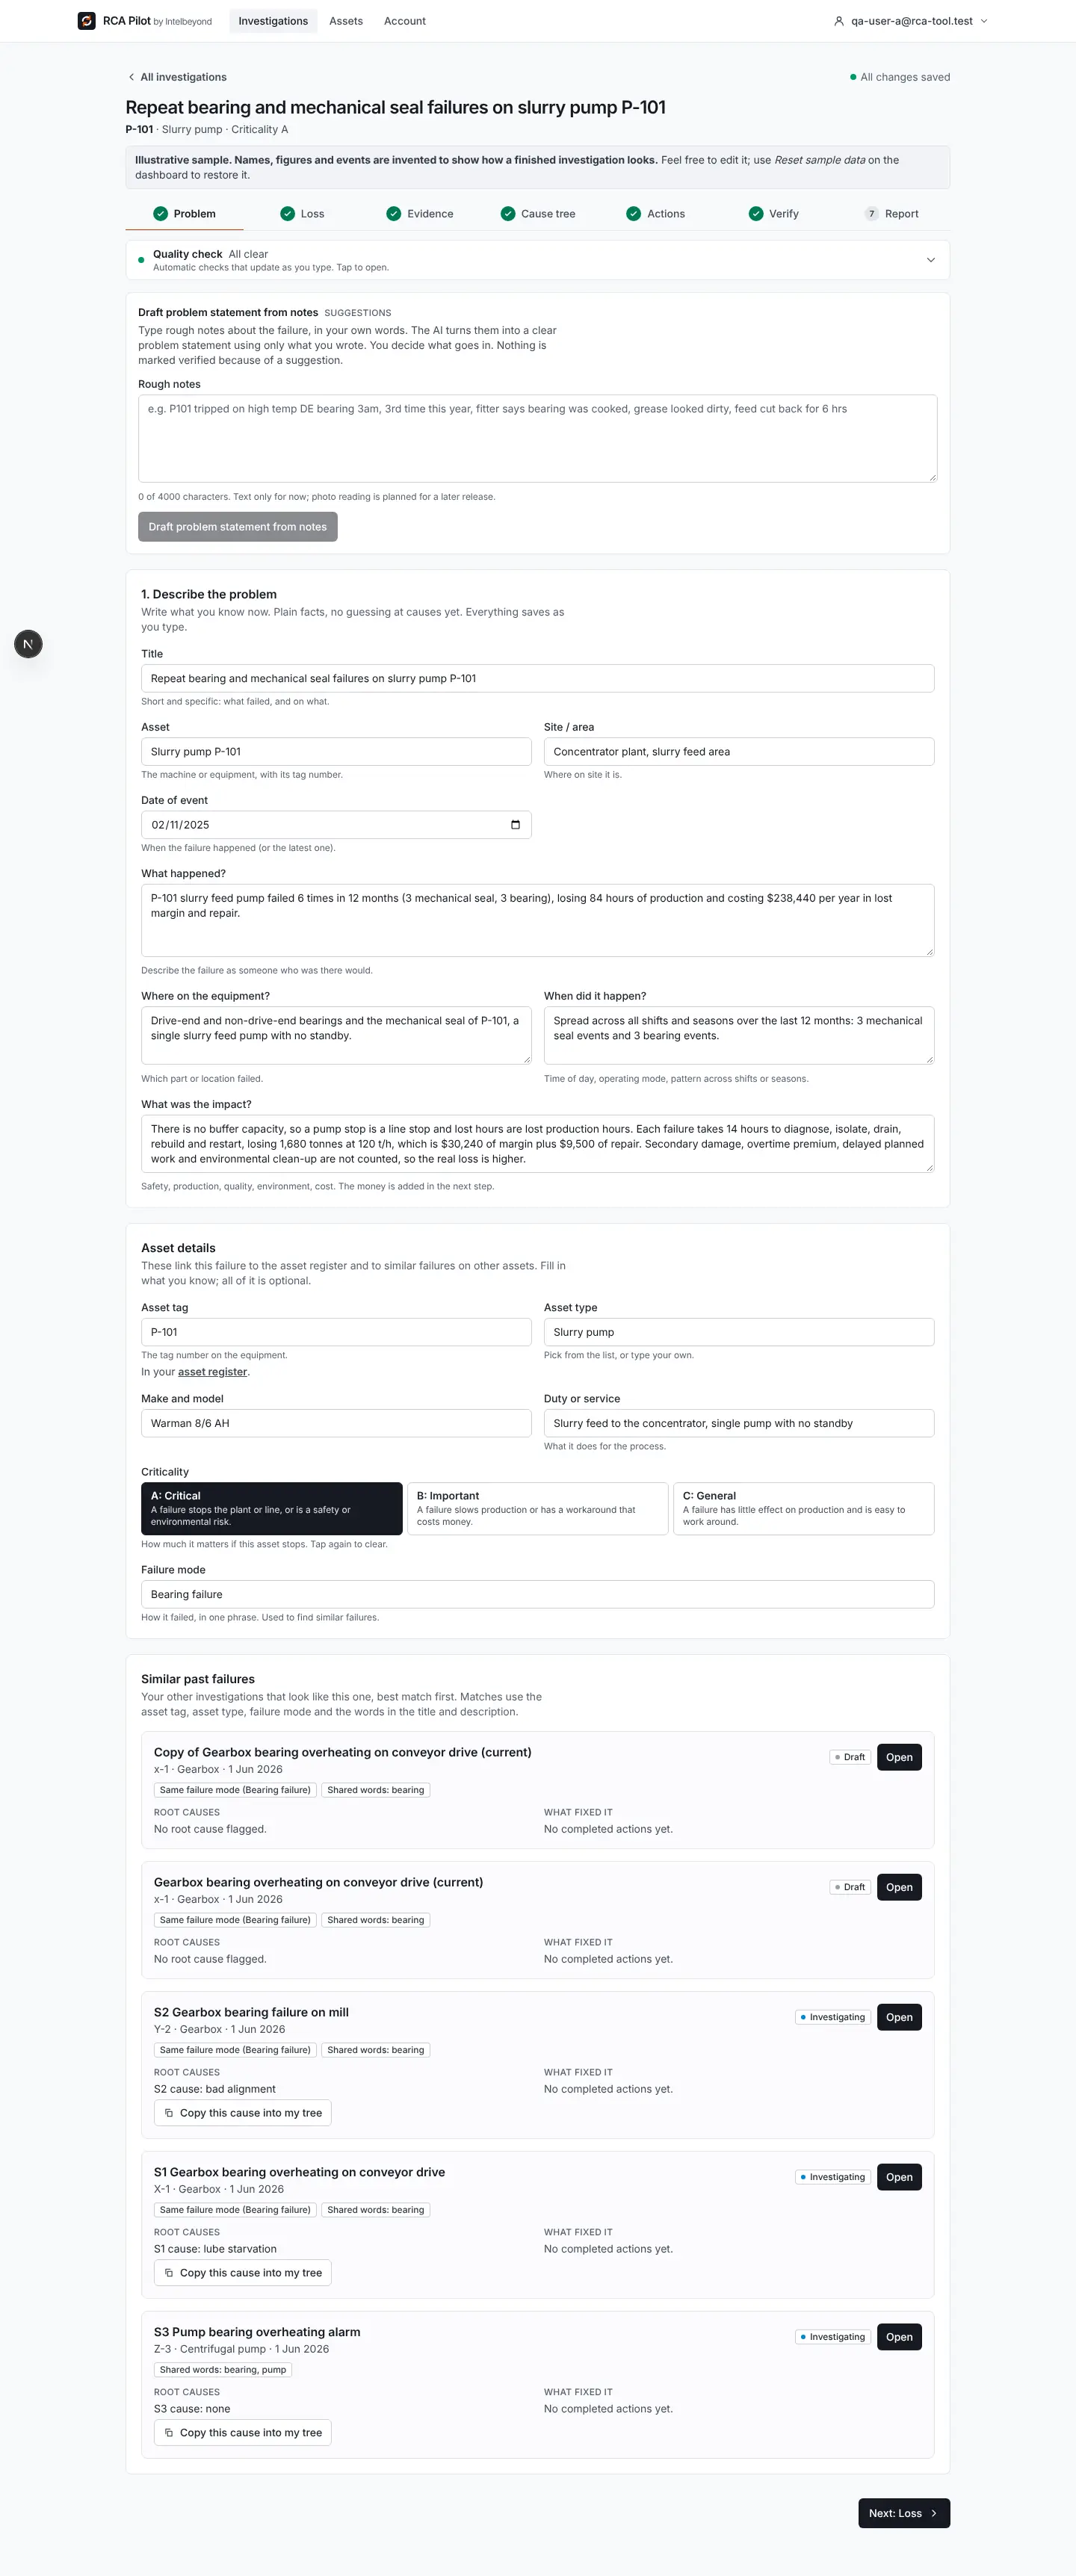 RCA Pilot by Intelbeyond
Investigations
Assets
Account
qa-user-a@rca-tool.test
All investigations
All changes saved
Repeat bearing and mechanical seal failures on slurry pump P-101
P-101 · Slurry pump · Criticality A
Illustrative sample. Names, figures and events are invented to show how a finished investigation looks. Feel free to edit it; use Reset sample data on the
dashboard to restore it.
Problem
Loss
Evidence
Cause tree
Actions
Verify
7 Report
Quality check All clear
Automatic checks that update as you type. Tap to open.
Draft problem statement from notes SUGGESTIONS
Type rough notes about the failure, in your own words. The AI turns them into a clear
problem statement using only what you wrote. You decide what goes in. Nothing is
marked verified because of a suggestion.
Rough notes
e.g. P101 tripped on high temp DE bearing 3am, 3rd time this year, fitter says bearing was cooked, grease looked dirty, feed cut back for 6 hrs
0 of 4000 characters. Text only for now; photo reading is planned for a later release.
Draft problem statement from notes
1. Describe the problem
Write what you know now. Plain facts, no guessing at causes yet. Everything saves as
you type.
N
Title
Repeat bearing and mechanical seal failures on slurry pump P-101
Short and specific: what failed, and on what.
Asset
Slurry pump P-101
The machine or equipment, with its tag number.
Site / area
Concentrator plant, slurry feed area
Where on site it is.
Date of event
02/11/2025
When the failure happened (or the latest one).
What happened?
P-101 slurry feed pump failed 6 times in 12 months (3 mechanical seal, 3 bearing), losing 84 hours of production and costing $238,440 per year in lost
margin and repair.
Describe the failure as someone who was there would.
Where on the equipment?
Drive-end and non-drive-end bearings and the mechanical seal of P-101, a
single slurry feed pump with no standby.
Which part or location failed.
When did it happen?
Spread across all shifts and seasons over the last 12 months: 3 mechanical
seal events and 3 bearing events.
Time of day, operating mode, pattern across shifts or seasons.
What was the impact?
There is no buffer capacity, so a pump stop is a line stop and lost hours are lost production hours. Each failure takes 14 hours to diagnose, isolate, drain,
rebuild and restart, losing 1,680 tonnes at 120 t/h, which is $30,240 of margin plus $9,500 of repair. Secondary damage, overtime premium, delayed planned
work and environmental clean-up are not counted, so the real loss is higher.
Safety, production, quality, environment, cost. The money is added in the next step.
Asset details
These link this failure to the asset register and to similar failures on other assets. Fill in
what you know; all of it is optional.
Asset tag
P-101
The tag number on the equipment.
In your asset register.
Asset type
Slurry pump
Pick from the list, or type your own.
Make and model
Warman 8/6 AH
Duty or service
Slurry feed to the concentrator, single pump with no standby
What it does for the process.
Criticality
A: Critical
A failure stops the plant or line, or is a safety or
environmental risk.
B: Important
A failure slows production or has a workaround that
costs money.
C: General
A failure has little effect on production and is easy to
work around.
How much it matters if this asset stops. Tap again to clear.
Failure mode
Bearing failure
How it failed, in one phrase. Used to find similar failures.
Similar past failures
Your other investigations that look like this one, best match first. Matches use the
asset tag, asset type, failure mode and the words in the title and description.
Copy of Gearbox bearing overheating on conveyor drive (current)
Draft
Open
x-1 · Gearbox · 1 Jun 2026
Same failure mode (Bearing failure)
Shared words: bearing
ROOT CAUSES
No root cause flagged.
WHAT FIXED IT
No completed actions yet.
Gearbox bearing overheating on conveyor drive (current)
Draft
Open
x-1 · Gearbox · 1 Jun 2026
Same failure mode (Bearing failure)
Shared words: bearing
ROOT CAUSES
No root cause flagged.
WHAT FIXED IT
No completed actions yet.
S2 Gearbox bearing failure on mill
Investigating
Open
Y-2 · Gearbox · 1 Jun 2026
Same failure mode (Bearing failure)
Shared words: bearing
ROOT CAUSES
S2 cause: bad alignment
Copy this cause into my tree
WHAT FIXED IT
No completed actions yet.
S1 Gearbox bearing overheating on conveyor drive
Investigating
Open
X-1 · Gearbox · 1 Jun 2026
Same failure mode (Bearing failure)
Shared words: bearing
ROOT CAUSES
S1 cause: lube starvation
Copy this cause into my tree
WHAT FIXED IT
No completed actions yet.
S3 Pump bearing overheating alarm
Investigating
Open
Z-3 · Centrifugal pump · 1 Jun 2026
Shared words: bearing, pump
ROOT CAUSES
S3 cause: none
Copy this cause into my tree
WHAT FIXED IT
No completed actions yet.
Next: Loss